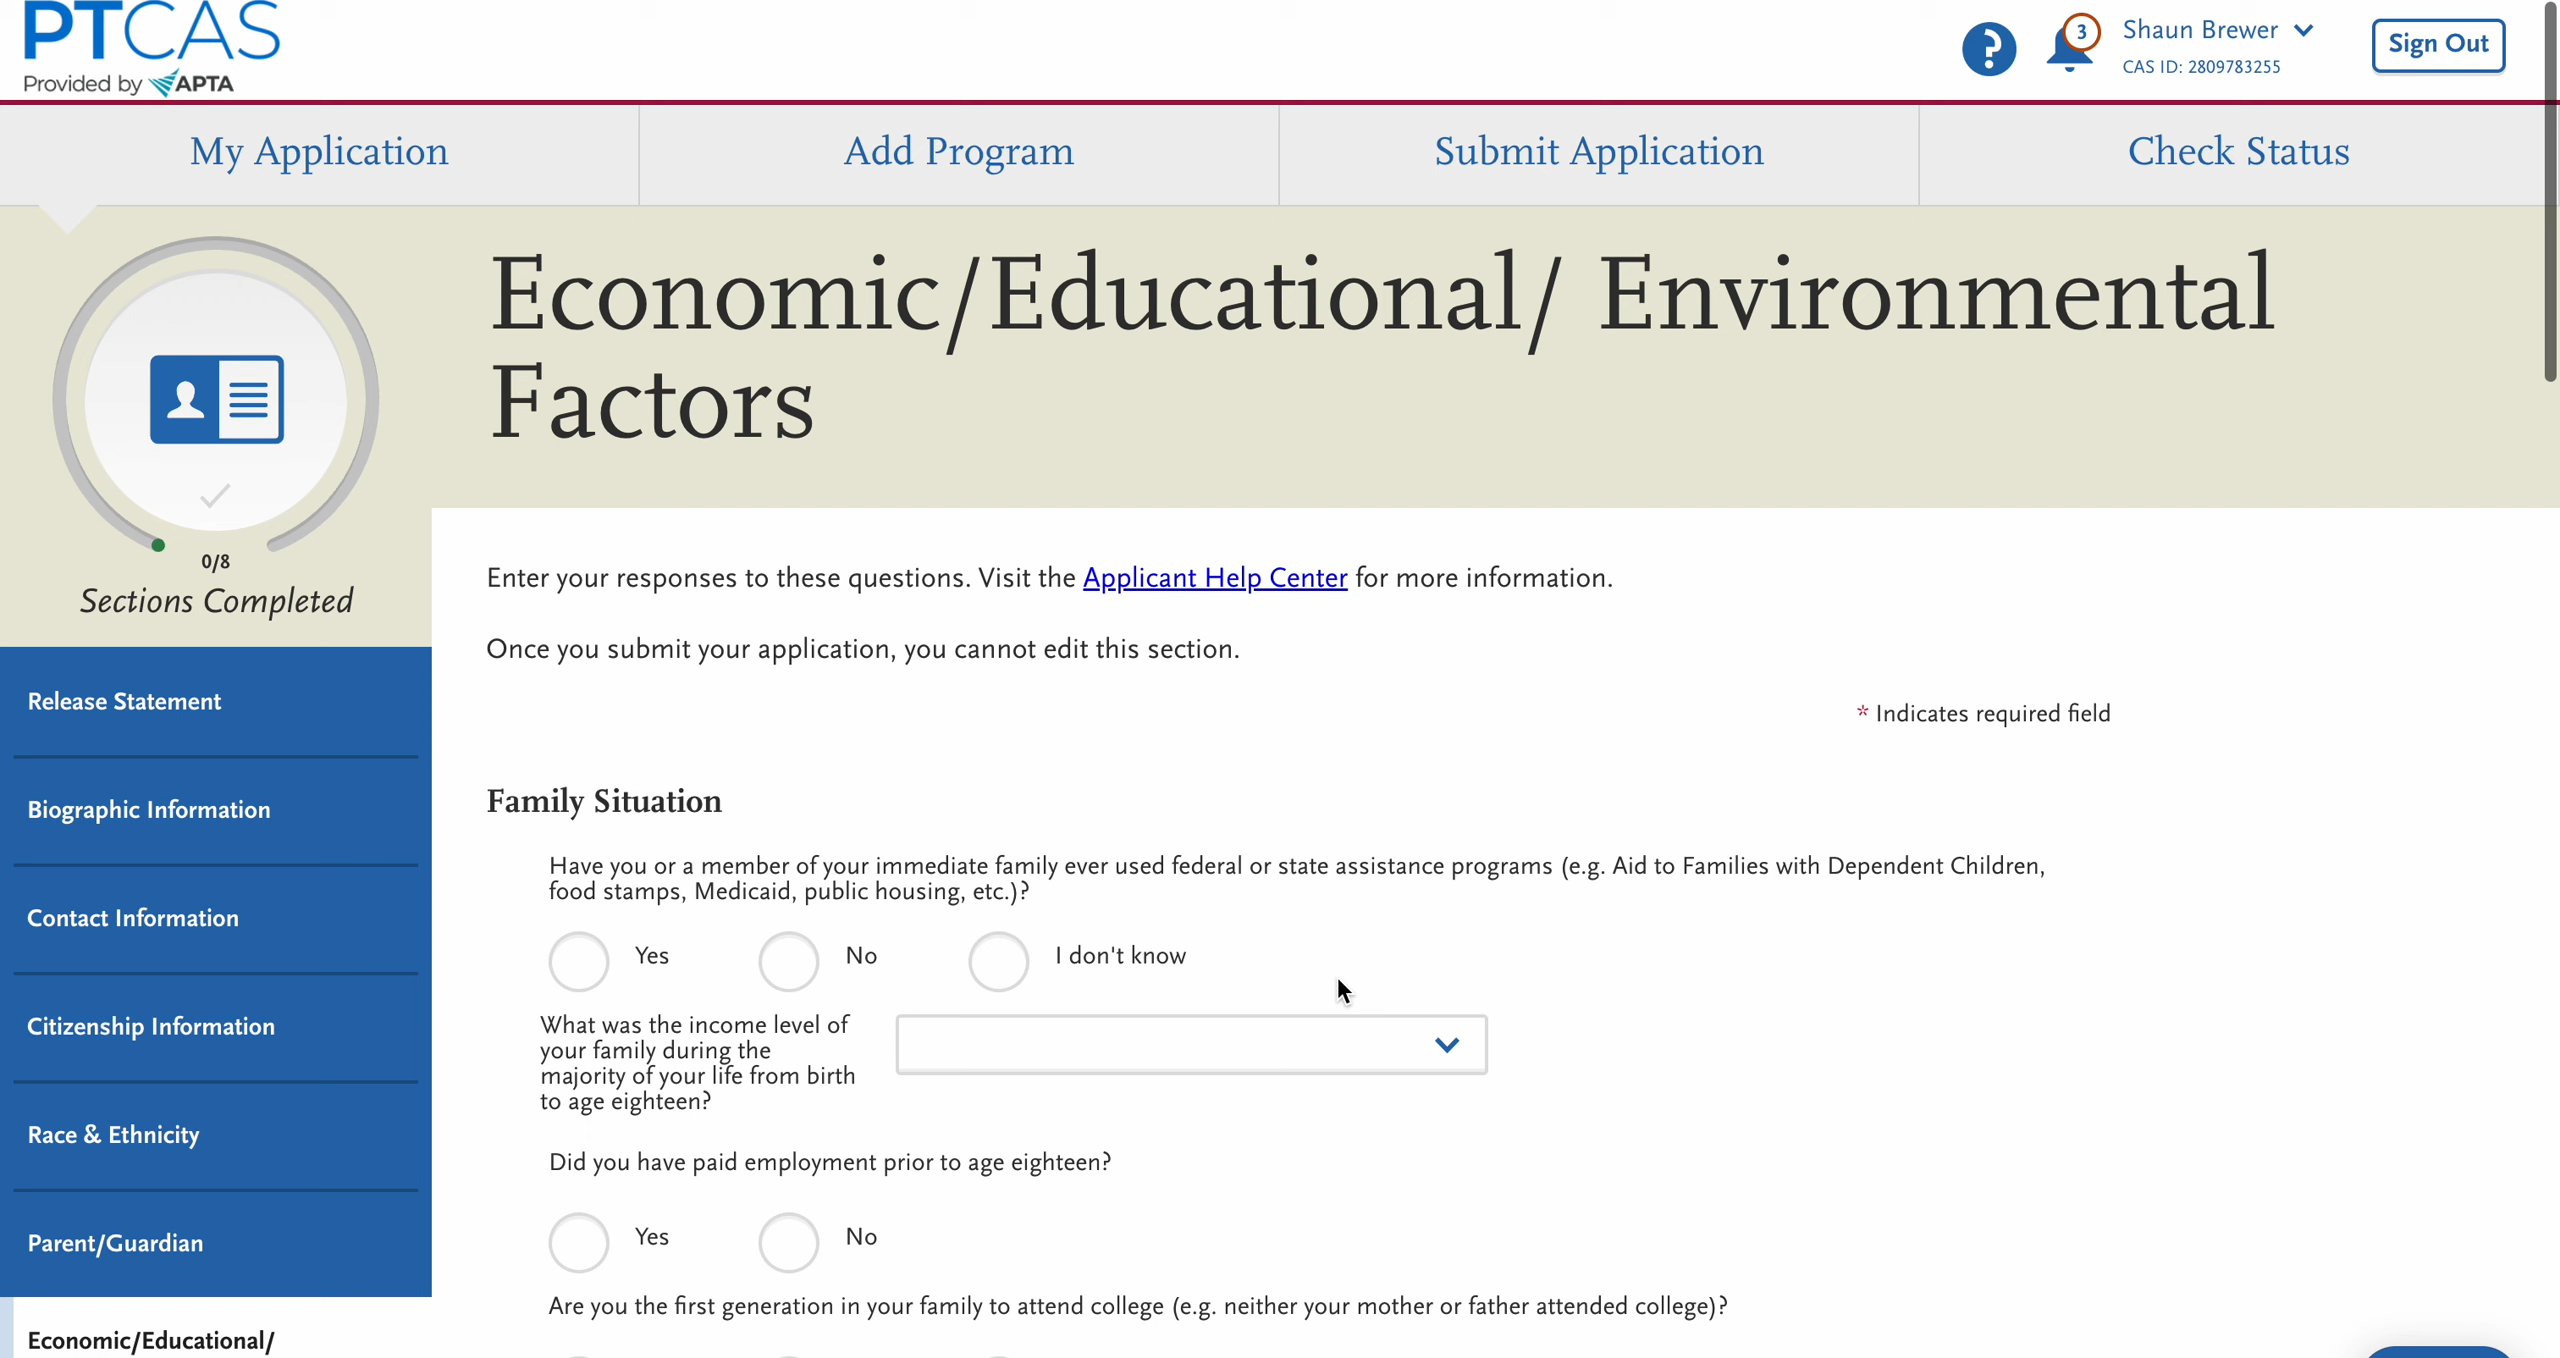 PTCAS
Provided by APTA
3
Shaun Brewer
CAS ID: 2809783255
Sign Out
My Application
Add Program
Submit Application
Check Status
Economic/Educational/ Environmental
Factors
0/8
Sections Completed
Enter your responses to these questions. Visit the Applicant Help Center for more information.
Once you submit your application, you cannot edit this section.
* Indicates required field
Release Statement
Biographic Information
Contact Information
Citizenship Information
Race & Ethnicity
Parent/Guardian
Economic/Educational/
Family Situation
Have you or a member of your immediate family ever used federal or state assistance programs (e.g. Aid to Families with Dependent Children,
food stamps, Medicaid, public housing, etc.)?
Yes
No
I don't know
What was the income level of
your family during the
majority of your life from birth
to age eighteen?
Did you have paid employment prior to age eighteen?
Yes
No
Are you the first generation in your family to attend college (e.g. neither your mother or father attended college)?